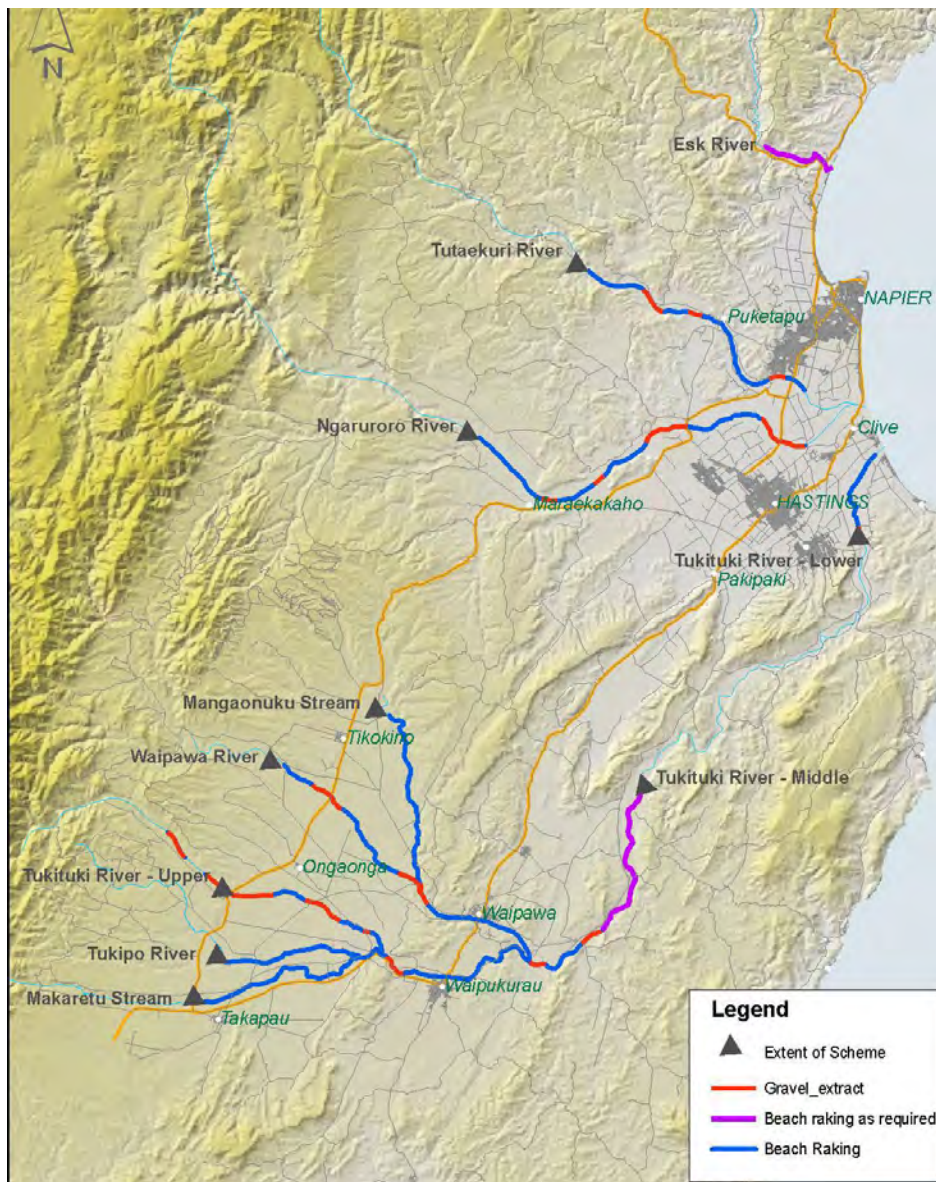 N
Esk River
Tutaekuri River
NAPIER
Puketapu
Ngaruroro River
Clive
Maraekakaho
HASTINGS
Tukituki River - Lower
Pakipaki
Mangaonuku Stream
Tikokino
Waipawa River
Tukituki River - Middle
Ongaonga
Tukituki River - Upper
Waipawa
Tukipo River
Makaretu Stream
Waipukurau
Takapau
Legend
Extent of Scheme
Gravel_extract
Beach raking as required
Beach Raking